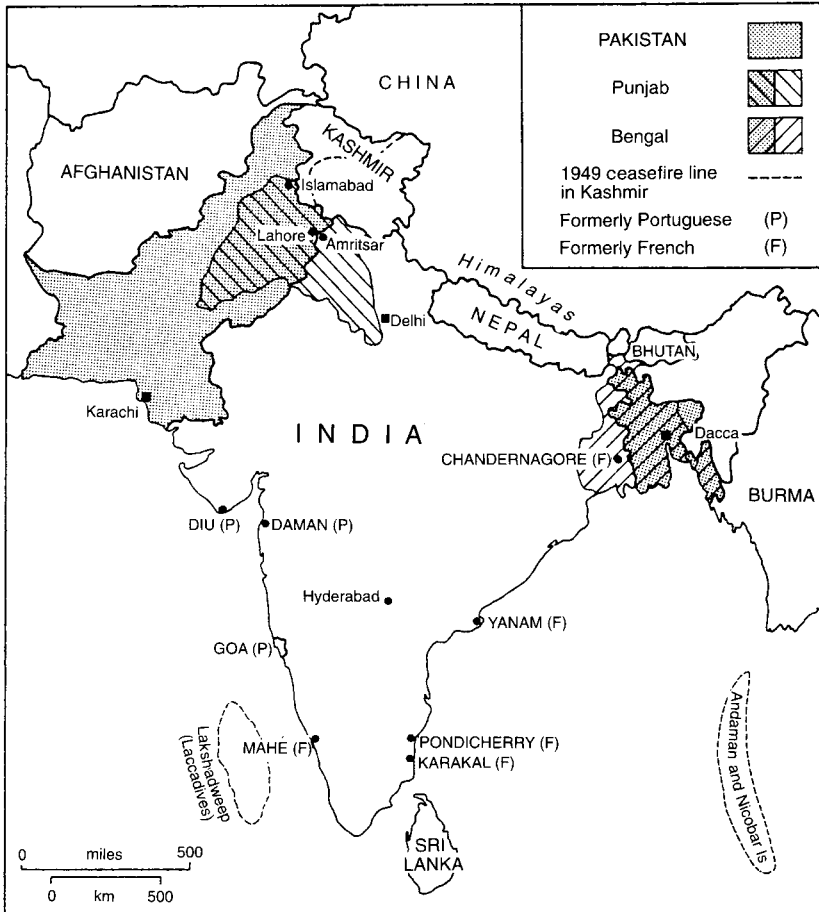 PAKISTAN
Punjab
Bengal
1949 ceasefire line
in Kashmir
Formerly Portuguese (P)
Formerly French (F)
CHINA
AFGHANISTAN
KASHMIR
Islamabad
Lahore
Amritsar
Himalayas
NEPAL
Delhi
BHUTAN
Karachi
INDIA
Dacca
CHANDERNAGORE (F)
BURMA
DIU (P)
DAMAN (P)
Hyderabad
YANAM (F)
GOA (P)
Lakshadweep
(Laccadives)
MAHÉ (F)
PONDICHERRY (F)
KARAKAL (F)
Andaman and Nicobar Is
SRI
LANKA
0 miles 500
0 km 500